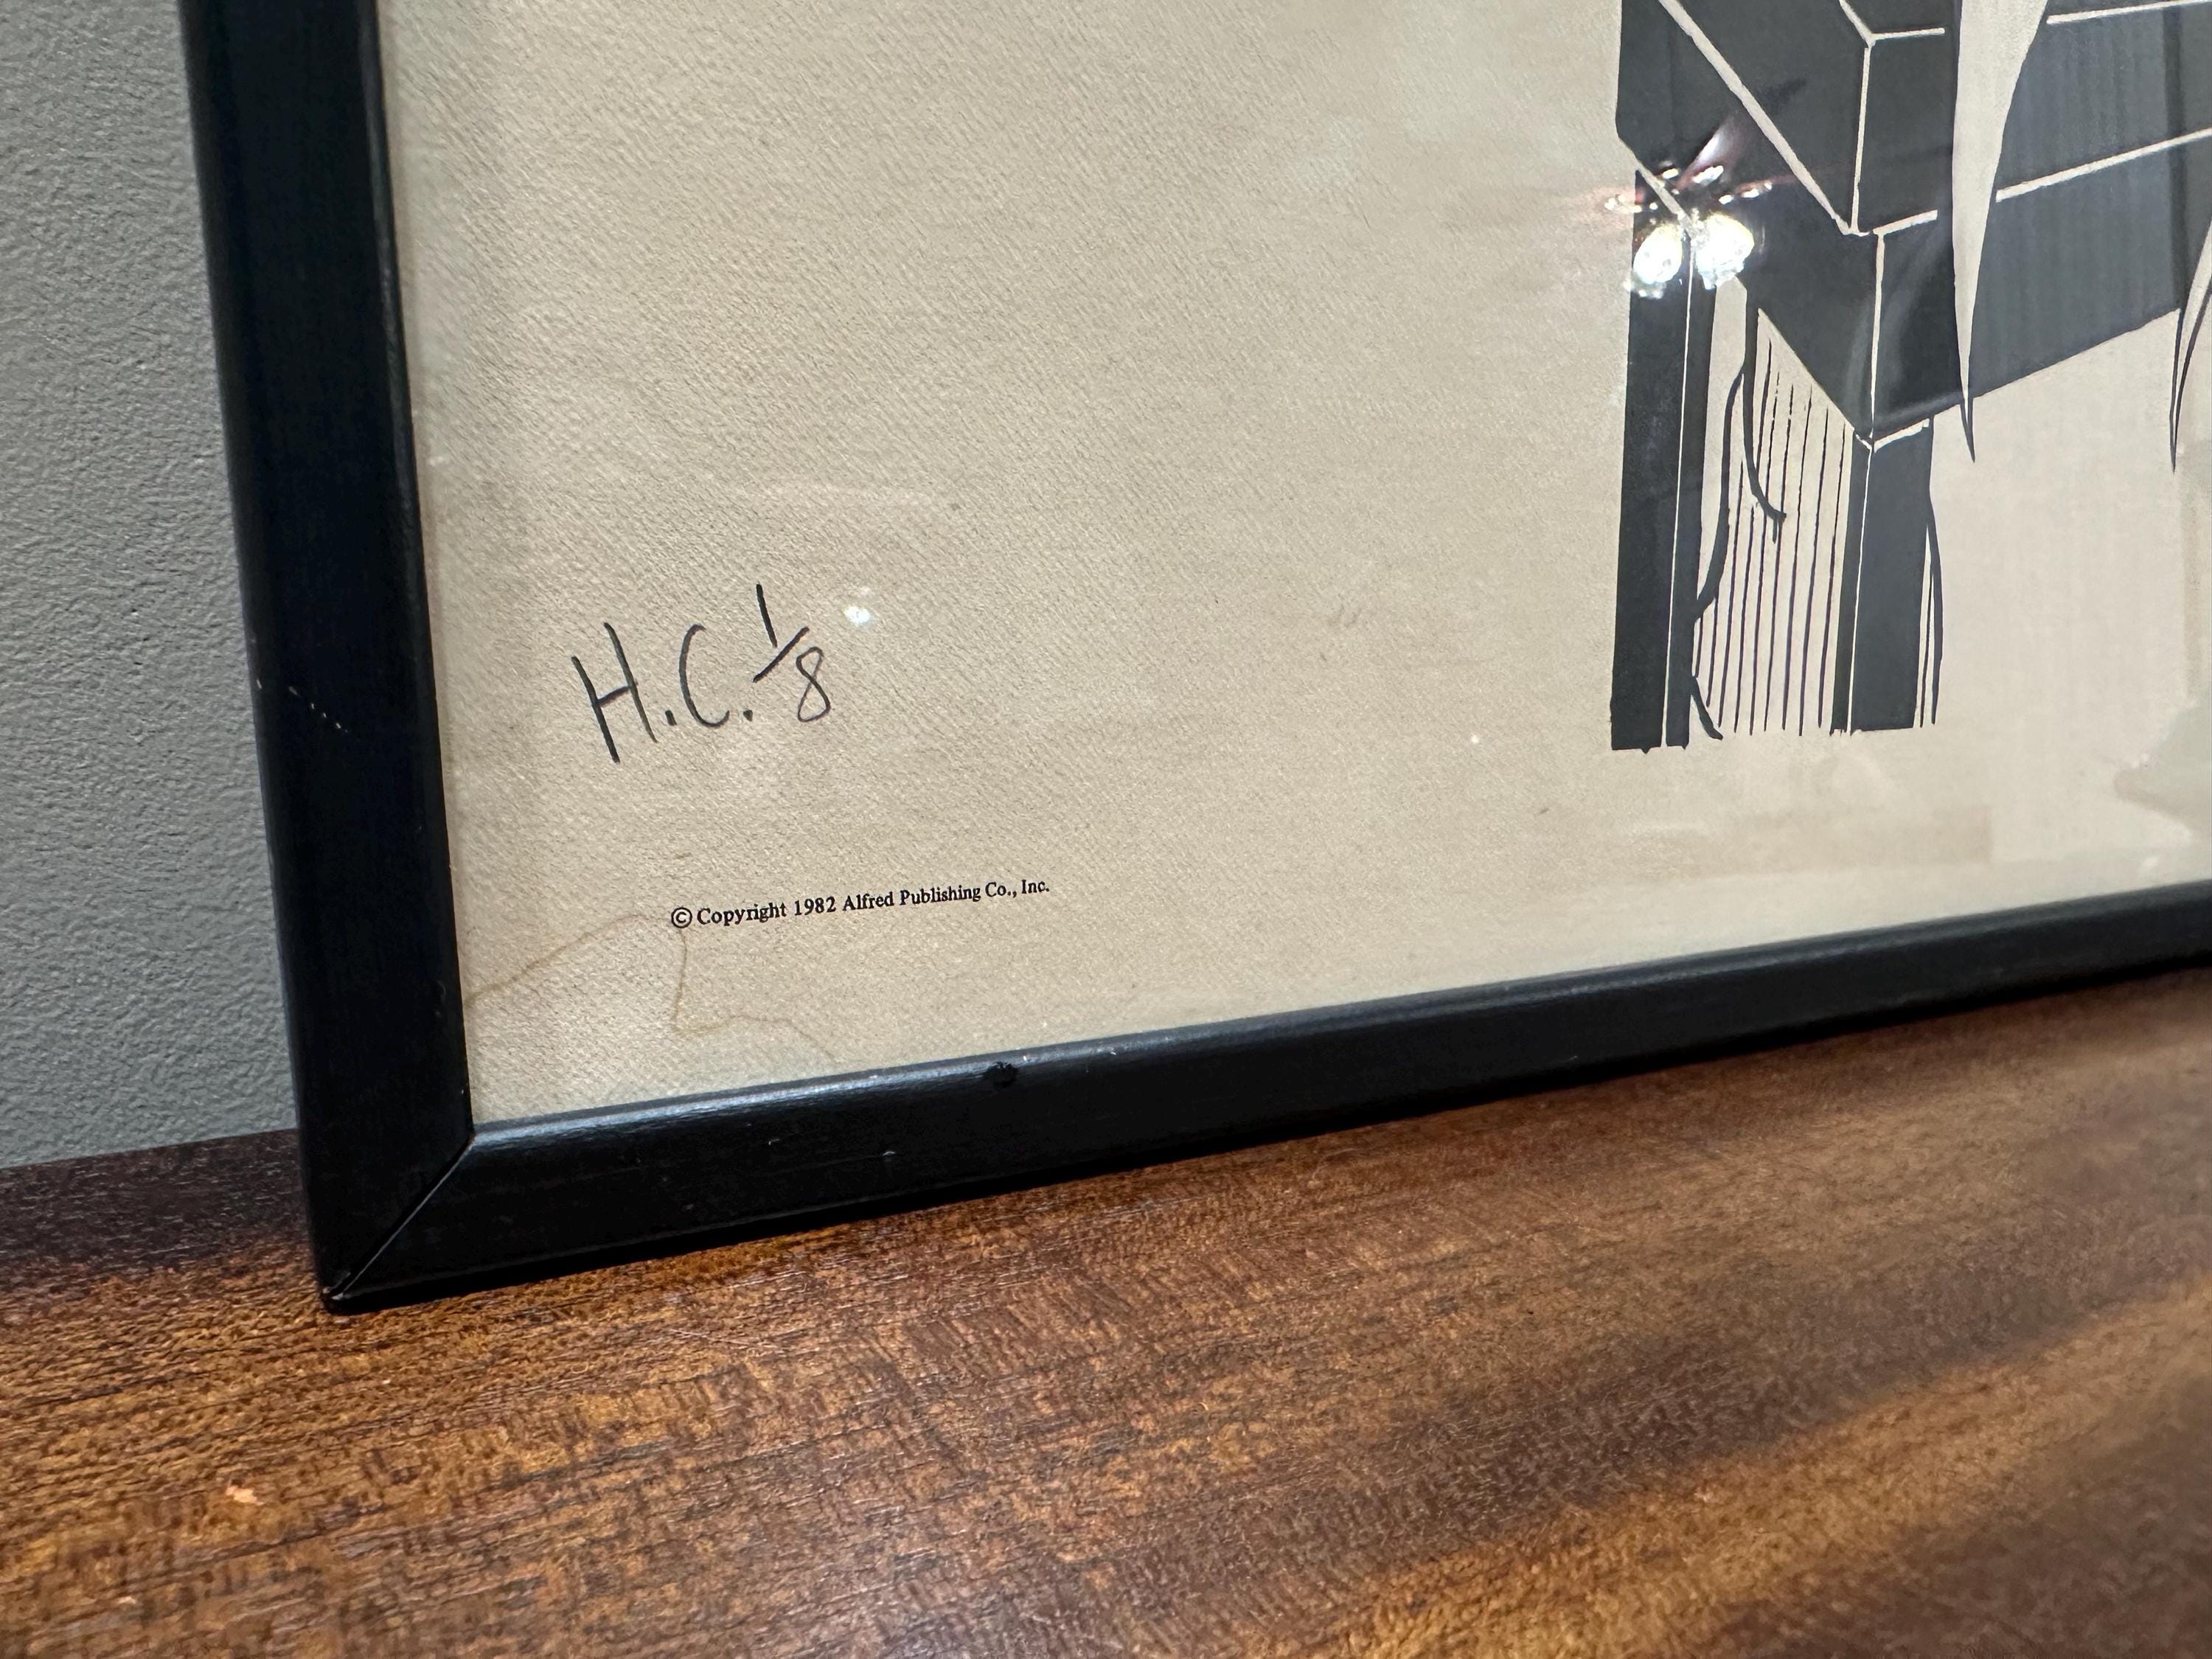 H.C. 1/8
© Copyright 1982 Alfred Publishing Co., Inc.